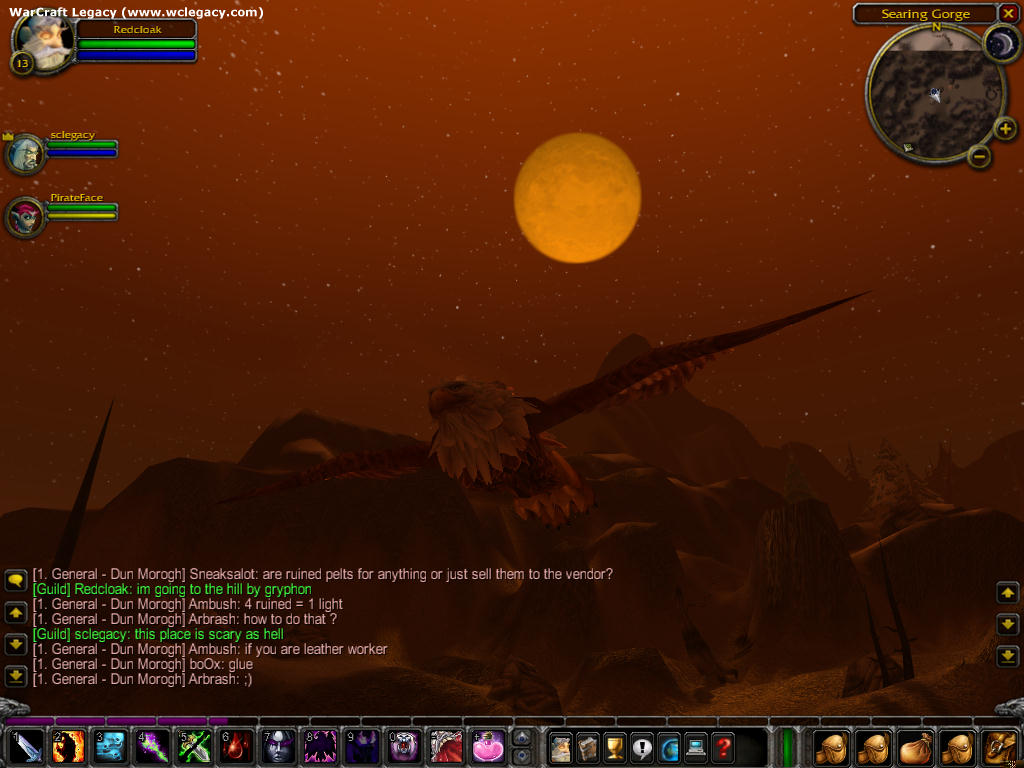 WarCraft Legacy (www.wclegacy.com)
Redcloak
13
sclegacy
PirateFace
Searing Gorge
N
[1. General - Dun Morogh] Sneaksalot: are ruined pelts for anything or just sell them to the vendor?
[Guild] Redcloak: im going to the hill by gryphon
[1. General - Dun Morogh] Ambush: 4 ruined = 1 light
[1. General - Dun Morogh] Arbrash: how to do that ?
[Guild] sclegacy: this place is scary as hell
[1. General - Dun Morogh] Ambush: if you are leather worker
[1. General - Dun Morogh] boOx: glue
[1. General - Dun Morogh] Arbrash: ;)
1 2 3 4 5 6 7 8 9 0 - +